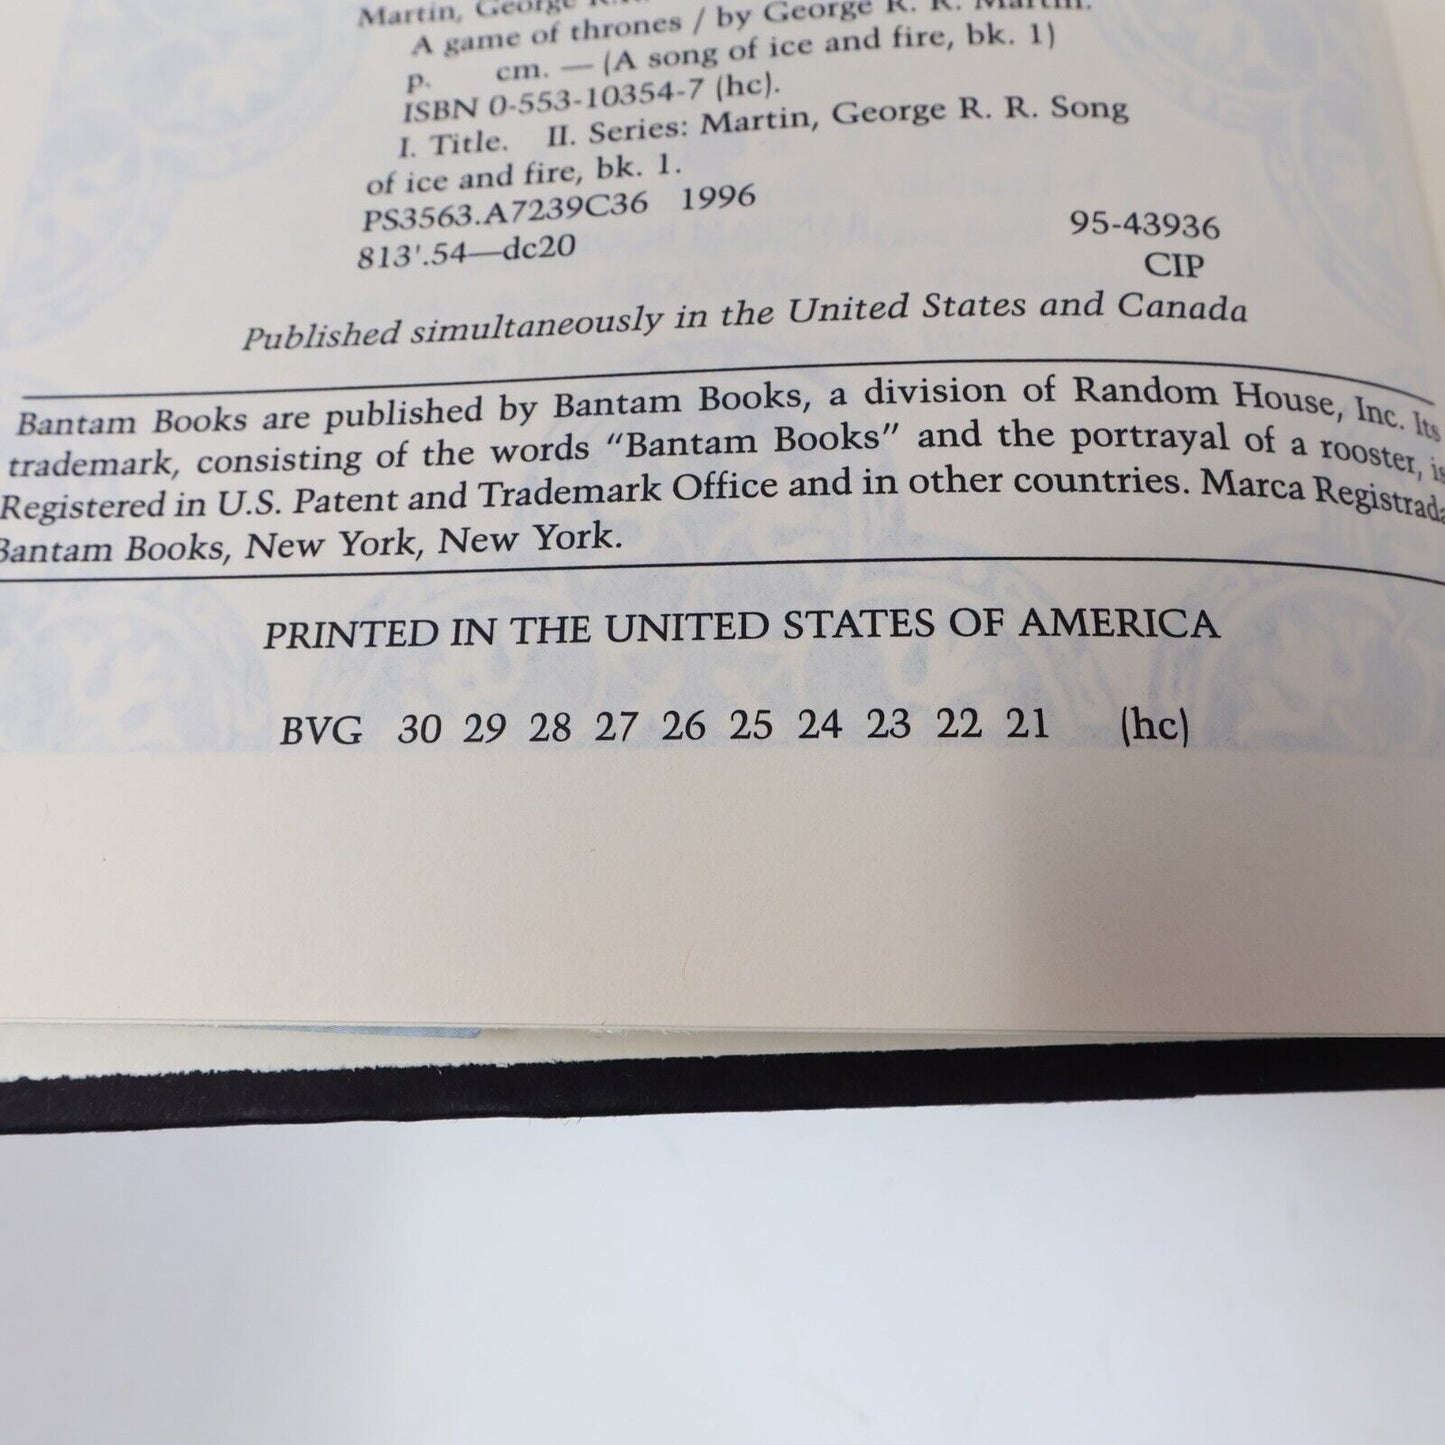 Martin, George R.R.
A game of thrones / by George R. R. Martin.
p. cm. — (A song of ice and fire, bk. 1)
ISBN 0-553-10354-7 (hc).
I. Title. II. Series: Martin, George R. R. Song
of ice and fire, bk. 1.
PS3563.A7239C36 1996
95-43936
813'.54—dc20
CIP
Published simultaneously in the United States and Canada
Bantam Books are published by Bantam Books, a division of Random House, Inc. Its
trademark, consisting of the words "Bantam Books" and the portrayal of a rooster, is
Registered in U.S. Patent and Trademark Office and in other countries. Marca Registrada
Bantam Books, New York, New York.
PRINTED IN THE UNITED STATES OF AMERICA
BVG 30 29 28 27 26 25 24 23 22 21 (hc)